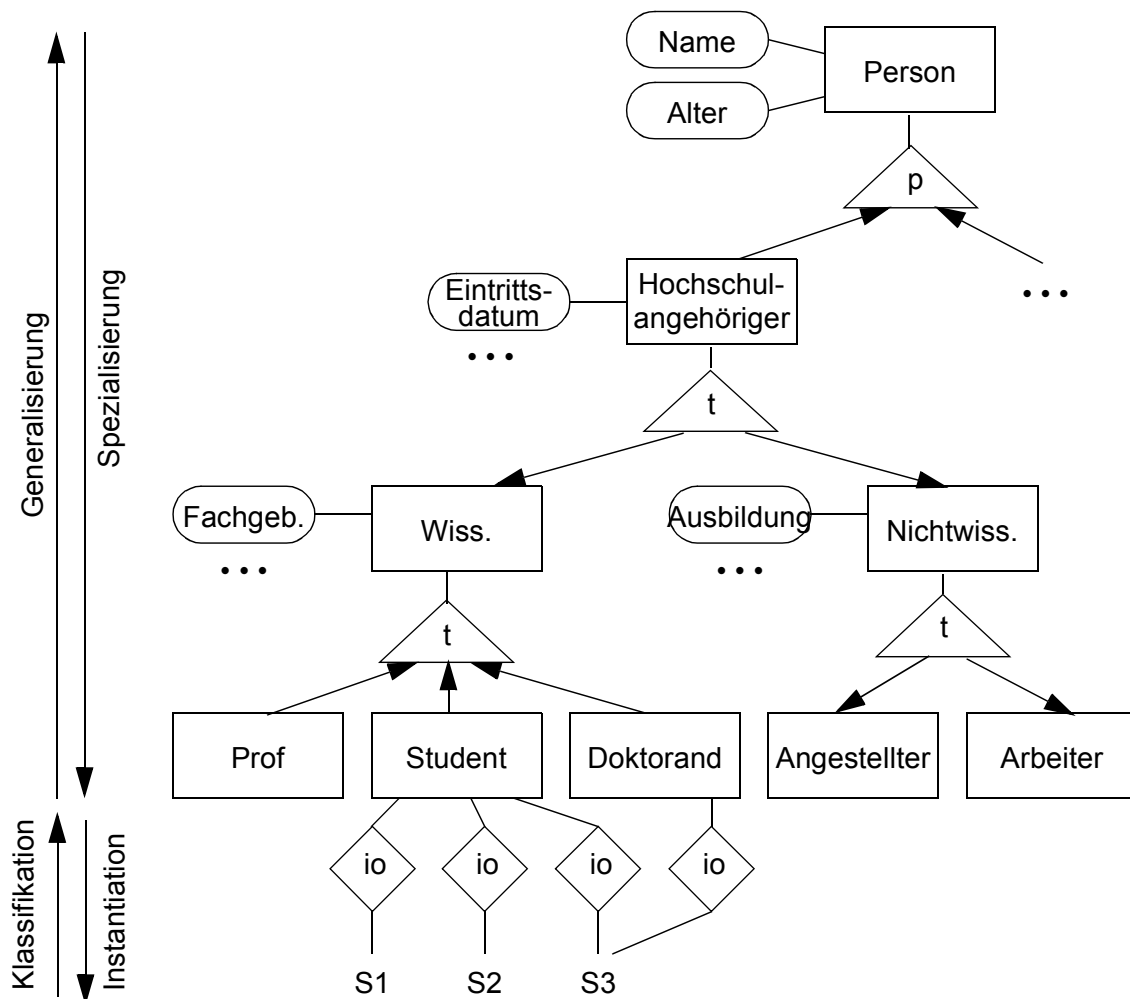 Name
Person
Alter
p
Hochschul-
angehöriger
Eintritts-
datum
• • •
• • •
t
Generalisierung
Spezialisierung
Fachgeb.
Wiss.
Ausbildung
Nichtwiss.
• • •
• • •
t
t
Prof
Student
Doktorand
Angestellter
Arbeiter
Klassifikation
Instantiation
io
io
io
io
S1
S2
S3